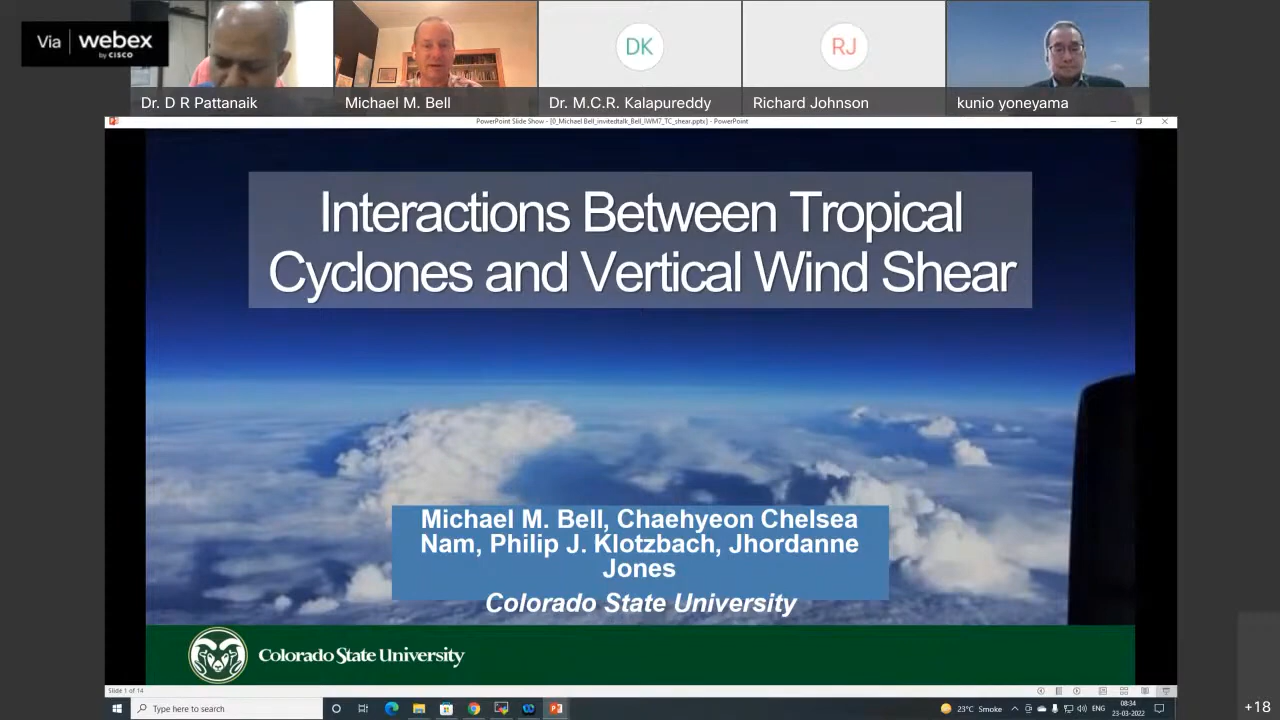 Via webex
by CISCO
DK
RJ
Dr. D R Pattanaik
Michael M. Bell
Dr. M.C.R. Kalapureddy
Richard Johnson
kunio yoneyama
PowerPoint Slide Show - [0_Michael Bell_invitedtalk_Bell_IWM7_TC_shear.pptx] - PowerPoint
Interactions Between Tropical
Cyclones and Vertical Wind Shear
Michael M. Bell, Chaehyeon Chelsea
Nam, Philip J. Klotzbach, Jhordanne
Jones
Colorado State University
Colorado State University
Slide 1 of 14
Type here to search
23°C Smoke
ENG
08:34
23-03-2022
+18